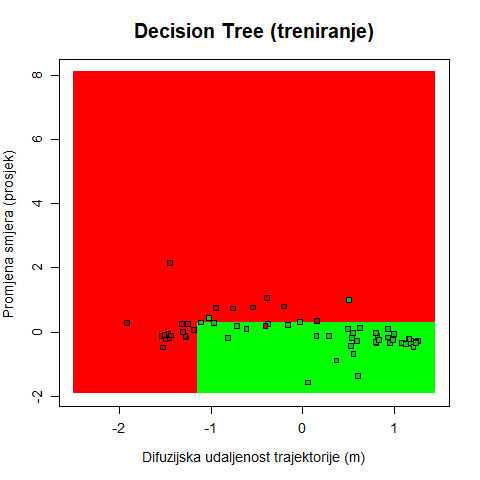 Decision Tree (treniranje)
8
6
4
2
0
-2
Promjena smjera (prosjek)
-2 -1 0 1
Difuzijska udaljenost trajektorije (m)